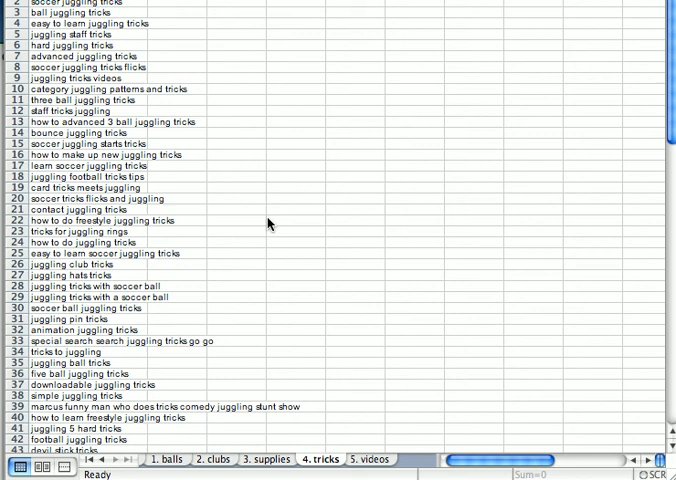 2 soccer juggling tricks
3 ball juggling tricks
4 easy to learn juggling tricks
5 juggling staff tricks
6 hard juggling tricks
7 advanced juggling tricks
8 soccer juggling tricks flicks
9 juggling tricks videos
10 category juggling patterns and tricks
11 three ball juggling tricks
12 staff tricks juggling
13 how to advanced 3 ball juggling tricks
14 bounce juggling tricks
15 soccer juggling starts tricks
16 how to make up new juggling tricks
17 learn soccer juggling tricks
18 juggling football tricks tips
19 card tricks meets juggling
20 soccer tricks flicks and juggling
21 contact juggling tricks
22 how to do freestyle juggling tricks
23 tricks for juggling rings
24 how to do juggling tricks
25 easy to learn soccer juggling tricks
26 juggling club tricks
27 juggling hats tricks
28 juggling tricks with soccer ball
29 juggling tricks with a soccer ball
30 soccer ball juggling tricks
31 juggling pin tricks
32 animation juggling tricks
33 special search search juggling tricks go go
34 tricks to juggling
35 juggling ball tricks
36 five ball juggling tricks
37 downloadable juggling tricks
38 simple juggling tricks
39 marcus funny man who does tricks comedy juggling stunt show
40 how to learn freestyle juggling tricks
41 juggling 5 hard tricks
42 football juggling tricks
43 devil stick tricks
1. balls 2. clubs 3. supplies 4. tricks 5. videos
Ready Sum=0 SCR